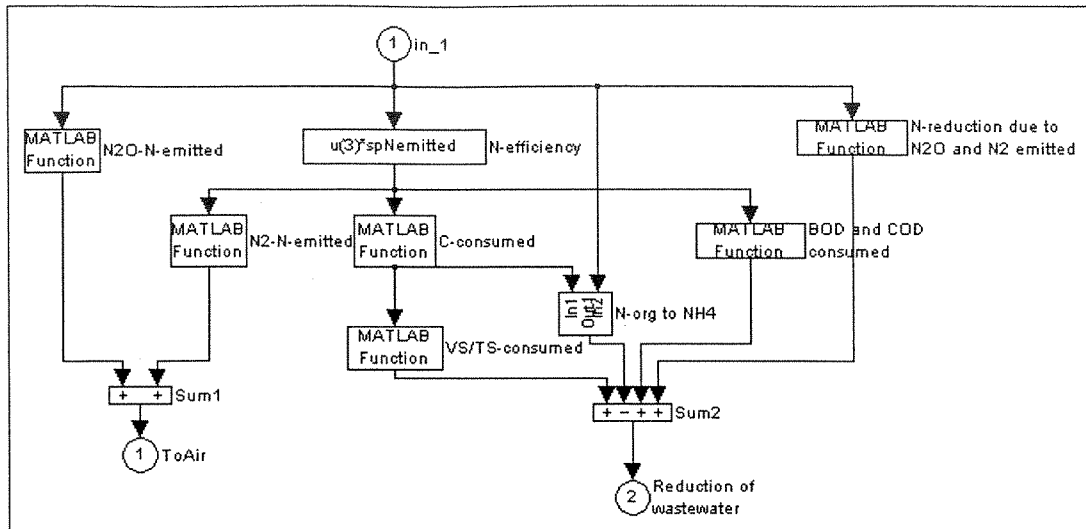 1 in_1
MATLAB
Function
N2O-N-emitted
u(3)*spNemitted
N-efficiency
MATLAB
Function
N-reduction due to
N2O and N2 emitted
MATLAB
Function
N2-N-emitted
MATLAB
Function
C-consumed
MATLAB
Function
BOD and COD
consumed
In1
Out1
In2
N-org to NH4
MATLAB
Function
VS/TS-consumed
+ +
Sum1
+ − + +
Sum2
1 ToAir
2 Reduction of
wastewater